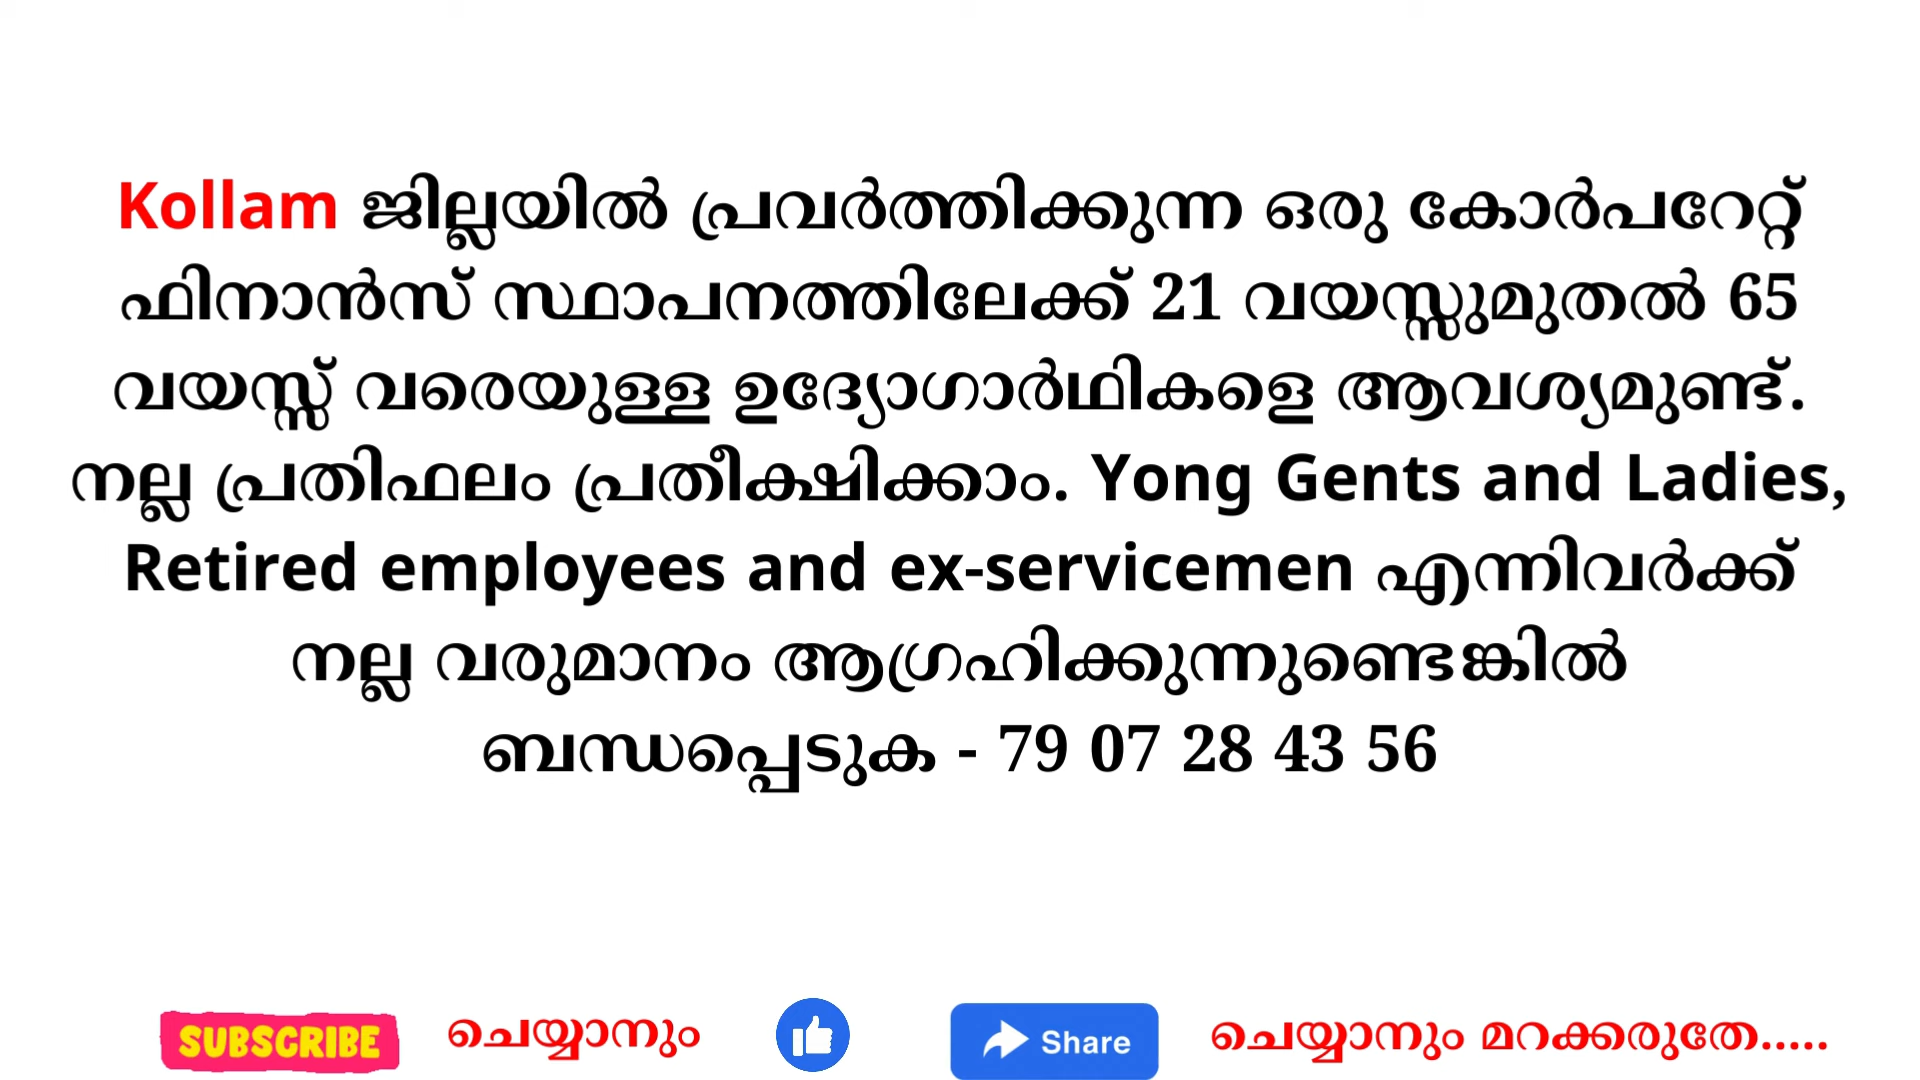 Kollam ജില്ലയിൽ പ്രവർത്തിക്കുന്ന ഒരു കോർപറേറ്റ്
ഫിനാൻസ് സ്ഥാപനത്തിലേക്ക് 21 വയസ്സുമുതൽ 65
വയസ്സ് വരെയുള്ള ഉദ്യോഗാർഥികളെ ആവശ്യമുണ്ട്.
നല്ല പ്രതിഫലം പ്രതീക്ഷിക്കാം. Yong Gents and Ladies,
Retired employees and ex-servicemen എന്നിവർക്ക്
നല്ല വരുമാനം ആഗ്രഹിക്കുന്നുണ്ടെങ്കിൽ
ബന്ധപ്പെടുക - 79 07 28 43 56
SUBSCRIBE ചെയ്യാനും Share ചെയ്യാനും മറക്കരുതേ.....